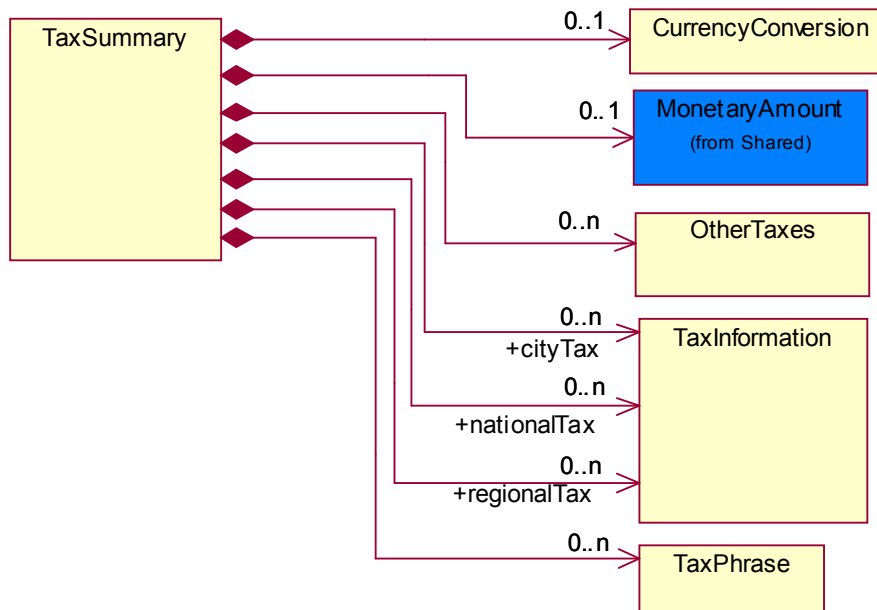 TaxSummary
0..1
CurrencyConversion
0..1
MonetaryAmount
(from Shared)
0..n
OtherTaxes
0..n
+cityTax
TaxInformation
0..n
+nationalTax
0..n
+regionalTax
0..n
TaxPhrase